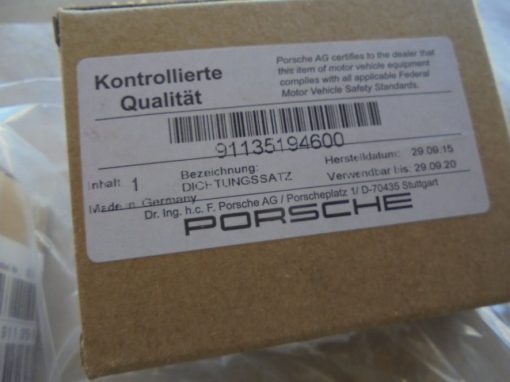 Kontrollierte
Qualität
Porsche AG certifies to the dealer that
this item of motor vehicle equipment
complies with all applicable Federal
Motor Vehicle Safety Standards.
91135194600
Inhalt 1
Bezeichnung:
DICHTUNGSSATZ
Herstelldatum: 29.09.15
Verwendbar bis: 29.09.20
Made in Germany
Dr. Ing. h.c. F. Porsche AG / Porscheplatz 1/ D-70435 Stuttgart
PORSCHE